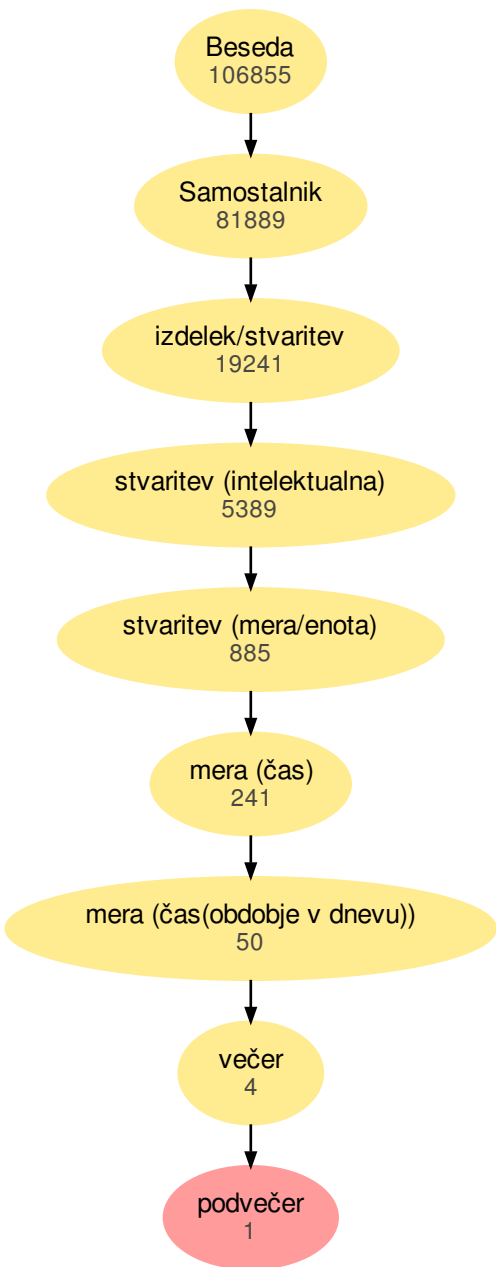 Beseda
106855
Samostalnik
81889
izdelek/stvaritev
19241
stvaritev (intelektualna)
5389
stvaritev (mera/enota)
885
mera (čas)
241
mera (čas(obdobje v dnevu))
50
večer
4
podvečer
1